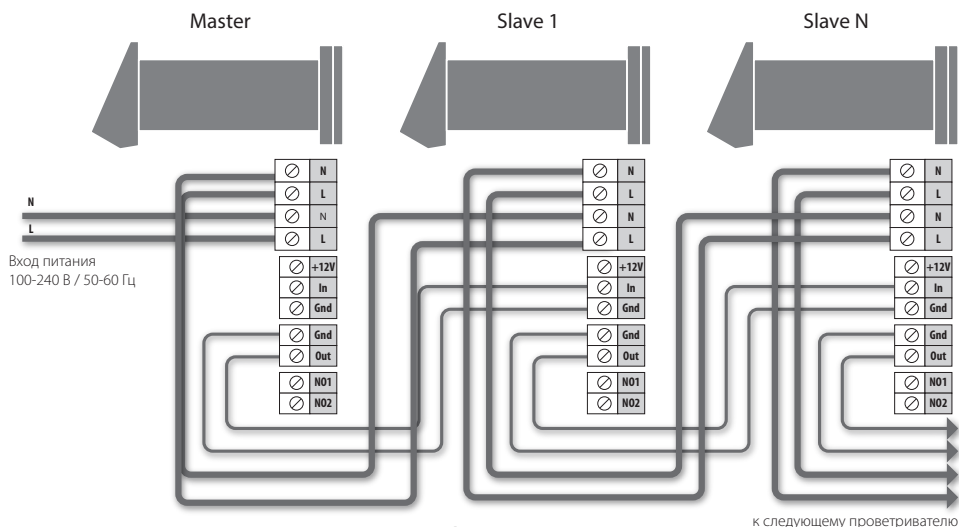 Master
Slave 1
Slave N
N
L
Вход питания
100-240 В / 50-60 Гц
N
L
N
L
+12V
In
Gnd
Gnd
Out
NO1
NO2
N
L
N
L
+12V
In
Gnd
Gnd
Out
NO1
NO2
N
L
N
L
+12V
In
Gnd
Gnd
Out
NO1
NO2
к следующему проветривателю